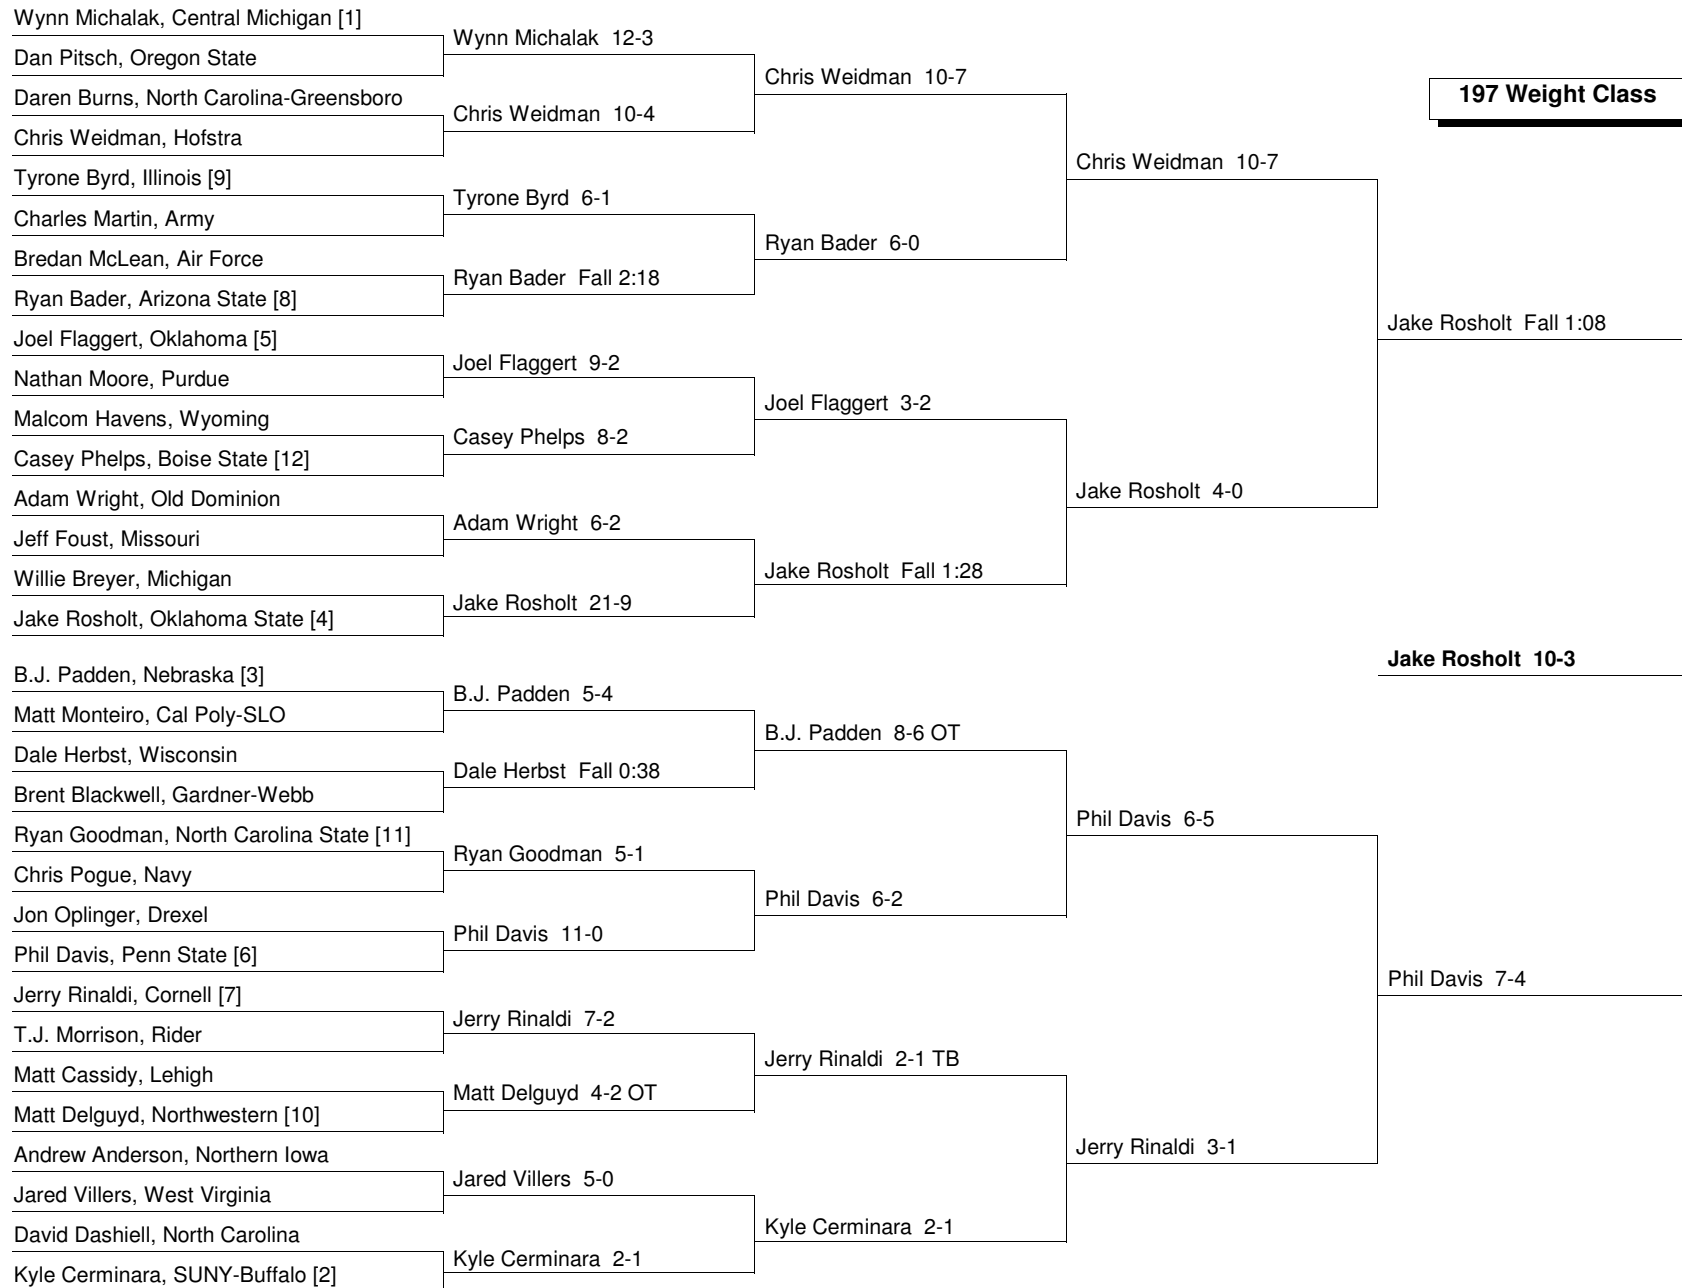 Wynn Michalak, Central Michigan [1]
Dan Pitsch, Oregon State
Daren Burns, North Carolina-Greensboro
Chris Weidman, Hofstra
Tyrone Byrd, Illinois [9]
Charles Martin, Army
Bredan McLean, Air Force
Ryan Bader, Arizona State [8]
Joel Flaggert, Oklahoma [5]
Nathan Moore, Purdue
Malcom Havens, Wyoming
Casey Phelps, Boise State [12]
Adam Wright, Old Dominion
Jeff Foust, Missouri
Willie Breyer, Michigan
Jake Rosholt, Oklahoma State [4]
B.J. Padden, Nebraska [3]
Matt Monteiro, Cal Poly-SLO
Dale Herbst, Wisconsin
Brent Blackwell, Gardner-Webb
Ryan Goodman, North Carolina State [11]
Chris Pogue, Navy
Jon Oplinger, Drexel
Phil Davis, Penn State [6]
Jerry Rinaldi, Cornell [7]
T.J. Morrison, Rider
Matt Cassidy, Lehigh
Matt Delguyd, Northwestern [10]
Andrew Anderson, Northern Iowa
Jared Villers, West Virginia
David Dashiell, North Carolina
Kyle Cerminara, SUNY-Buffalo [2]
Wynn Michalak 12-3
Chris Weidman 10-4
Tyrone Byrd 6-1
Ryan Bader Fall 2:18
Joel Flaggert 9-2
Casey Phelps 8-2
Adam Wright 6-2
Jake Rosholt 21-9
B.J. Padden 5-4
Dale Herbst Fall 0:38
Ryan Goodman 5-1
Phil Davis 11-0
Jerry Rinaldi 7-2
Matt Delguyd 4-2 OT
Jared Villers 5-0
Kyle Cerminara 2-1
Chris Weidman 10-7
Ryan Bader 6-0
Joel Flaggert 3-2
Jake Rosholt Fall 1:28
B.J. Padden 8-6 OT
Phil Davis 6-2
Jerry Rinaldi 2-1 TB
Kyle Cerminara 2-1
Chris Weidman 10-7
Jake Rosholt 4-0
Phil Davis 6-5
Jerry Rinaldi 3-1
197 Weight Class
Jake Rosholt Fall 1:08
Jake Rosholt 10-3
Phil Davis 7-4